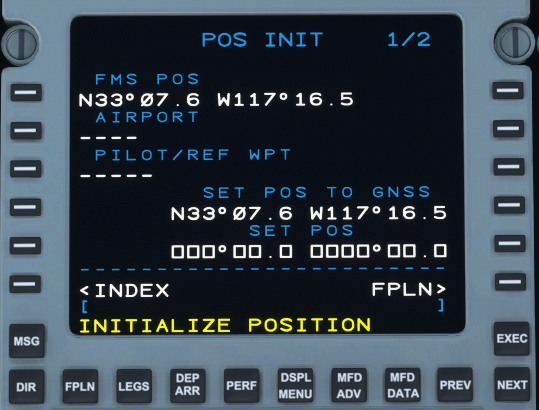 POS INIT 1/2
FMS POS
N33°07.6 W117°16.5
AIRPORT
----
PILOT/REF WPT
-----
SET POS TO GNSS
N33°07.6 W117°16.5
SET POS
□□□°□□.□ □□□□°□□.□
--------------------------
<INDEX FPLN>
[ ]
INITIALIZE POSITION
MSG EXEC
DIR FPLN LEGS DEP ARR PERF DSPL MENU MFD ADV MFD DATA PREV NEXT